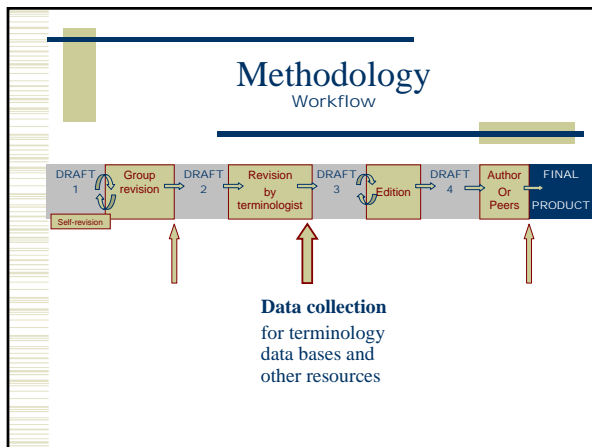 Methodology
Workflow
DRAFT
1
Self-revision
Group
revision
DRAFT
2
Revision
by
terminologist
DRAFT
3
Edition
DRAFT
4
Author
Or
Peers
FINAL
PRODUCT
Data collection
for terminology
data bases and
other resources